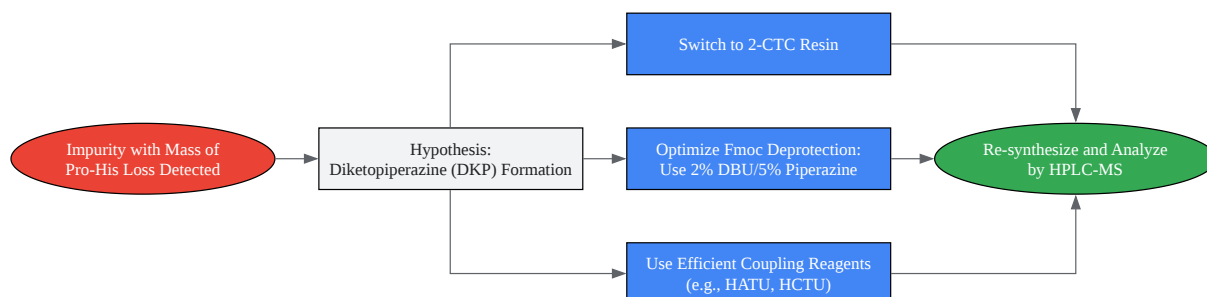 Impurity with Mass of
Pro-His Loss Detected
Hypothesis:
Diketopiperazine (DKP) Formation
Switch to 2-CTC Resin
Optimize Fmoc Deprotection:
Use 2% DBU/5% Piperazine
Use Efficient Coupling Reagents
(e.g., HATU, HCTU)
Re-synthesize and Analyze
by HPLC-MS